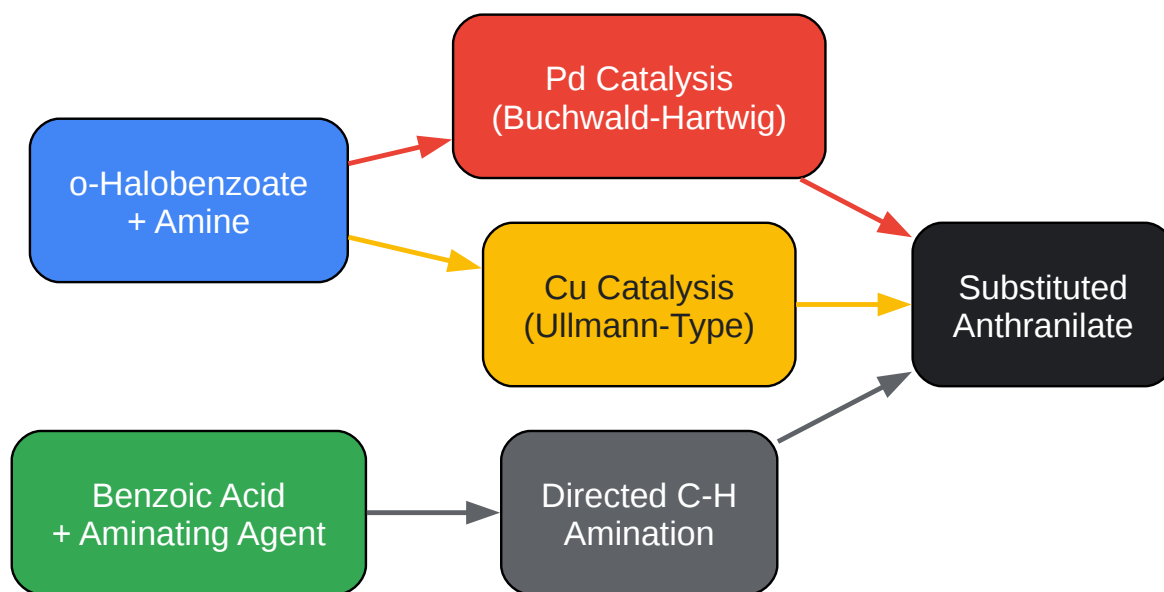 Pd Catalysis
(Buchwald-Hartwig)
o-Halobenzoate
+ Amine
Cu Catalysis
(Ullmann-Type)
Substituted
Anthranilate
Benzoic Acid
+ Aminating Agent
Directed C-H
Amination